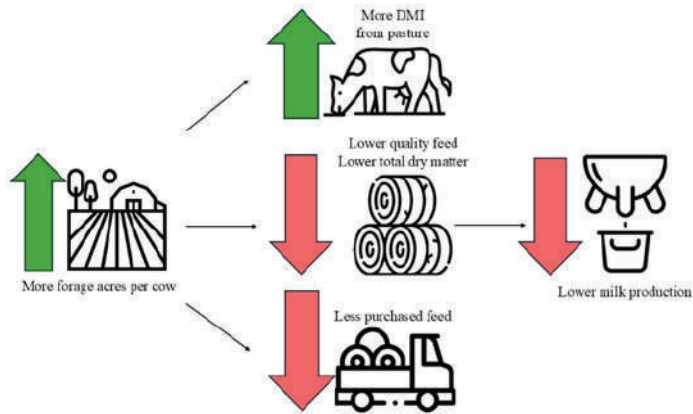 More DMI
from pasture
Lower quality feed
Lower total dry matter
More forage acres per cow
Lower milk production
Less purchased feed